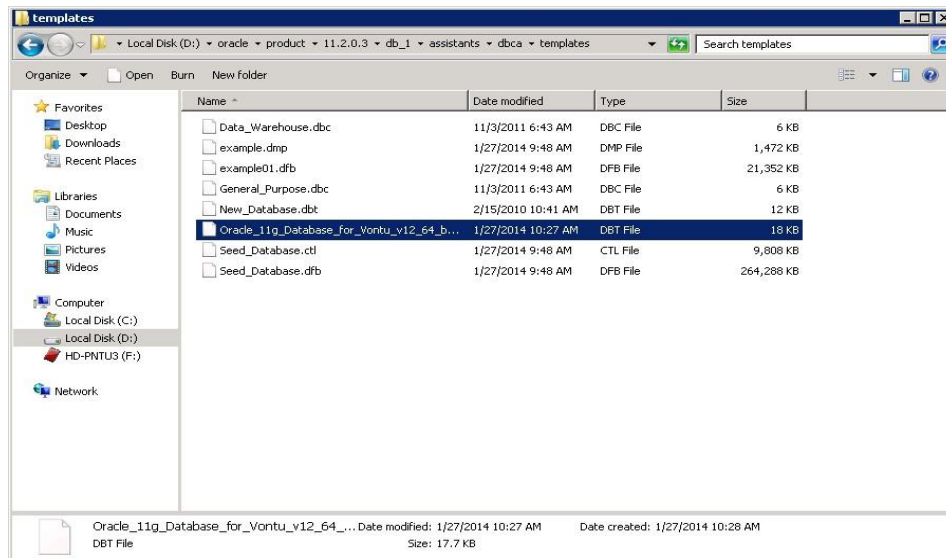 templates
Local Disk (D:) oracle product 11.2.0.3 db_1 assistants dbca templates Search templates
Organize Open Burn New folder
Favorites
Desktop
Downloads
Recent Places
Libraries
Documents
Music
Pictures
Videos
Computer
Local Disk (C:)
Local Disk (D:)
HD-PNTU3 (F:)
Network
Name Date modified Type Size
Data_Warehouse.dbc 11/3/2011 6:43 AM DBC File 6 KB
example.dmp 1/27/2014 9:48 AM DMP File 1,472 KB
example01.dfb 1/27/2014 9:48 AM DFB File 21,352 KB
General_Purpose.dbc 11/3/2011 6:43 AM DBC File 6 KB
New_Database.dbt 2/15/2010 10:41 AM DBT File 12 KB
Oracle_11g_Database_for_Vontu_v12_64_b... 1/27/2014 10:27 AM DBT File 18 KB
Seed_Database.ctl 1/27/2014 9:48 AM CTL File 9,808 KB
Seed_Database.dfb 1/27/2014 9:48 AM DFB File 264,288 KB
Oracle_11g_Database_for_Vontu_v12_64_... Date modified: 1/27/2014 10:27 AM Date created: 1/27/2014 10:28 AM
DBT File Size: 17.7 KB